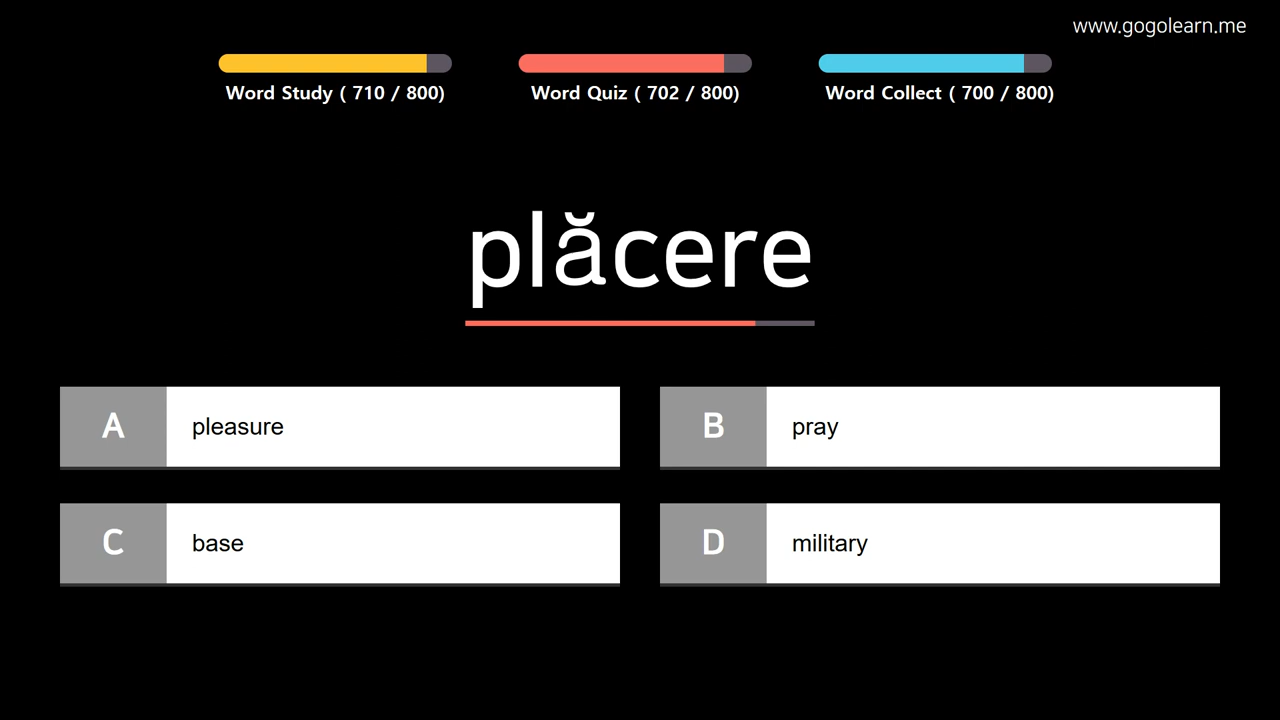 www.gogolearn.me
Word Study ( 710 / 800)
Word Quiz ( 702 / 800)
Word Collect ( 700 / 800)
plăcere
A pleasure
B pray
C base
D military